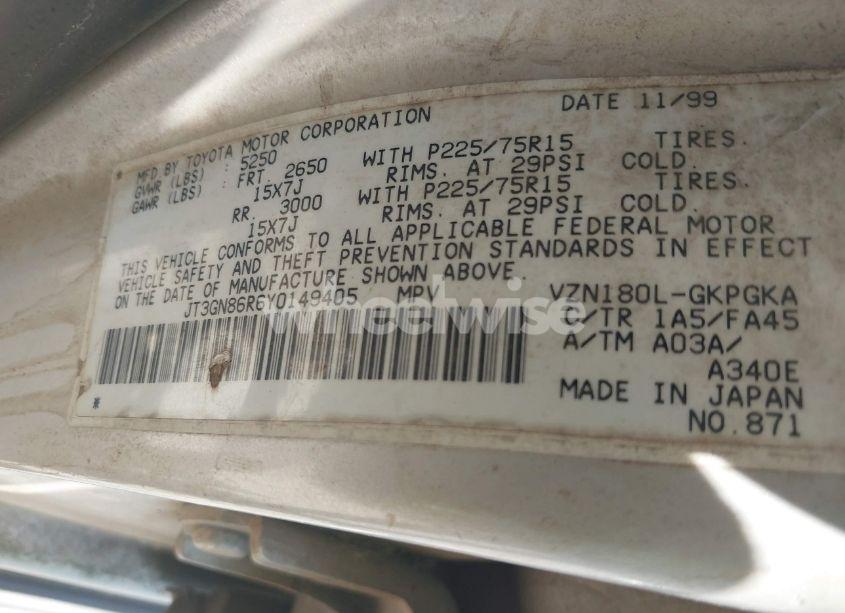 MFD BY TOYOTA MOTOR CORPORATION DATE 11/99
GVWR (LBS) : 5250
GAWR (LBS) : FRT. 2650 WITH P225/75R15 TIRES.
15X7J RIMS. AT 29PSI COLD.
RR. 3000 WITH P225/75R15 TIRES.
15X7J RIMS. AT 29PSI COLD.
THIS VEHICLE CONFORMS TO ALL APPLICABLE FEDERAL MOTOR
VEHICLE SAFETY AND THEFT PREVENTION STANDARDS IN EFFECT
ON THE DATE OF MANUFACTURE SHOWN ABOVE.
JT3GN86R6Y0149405 MPV VZN180L-GKPGKA
C/TR 1A5/FA45
A/TM A03A/
A340E
MADE IN JAPAN
NO.871
wheelwise